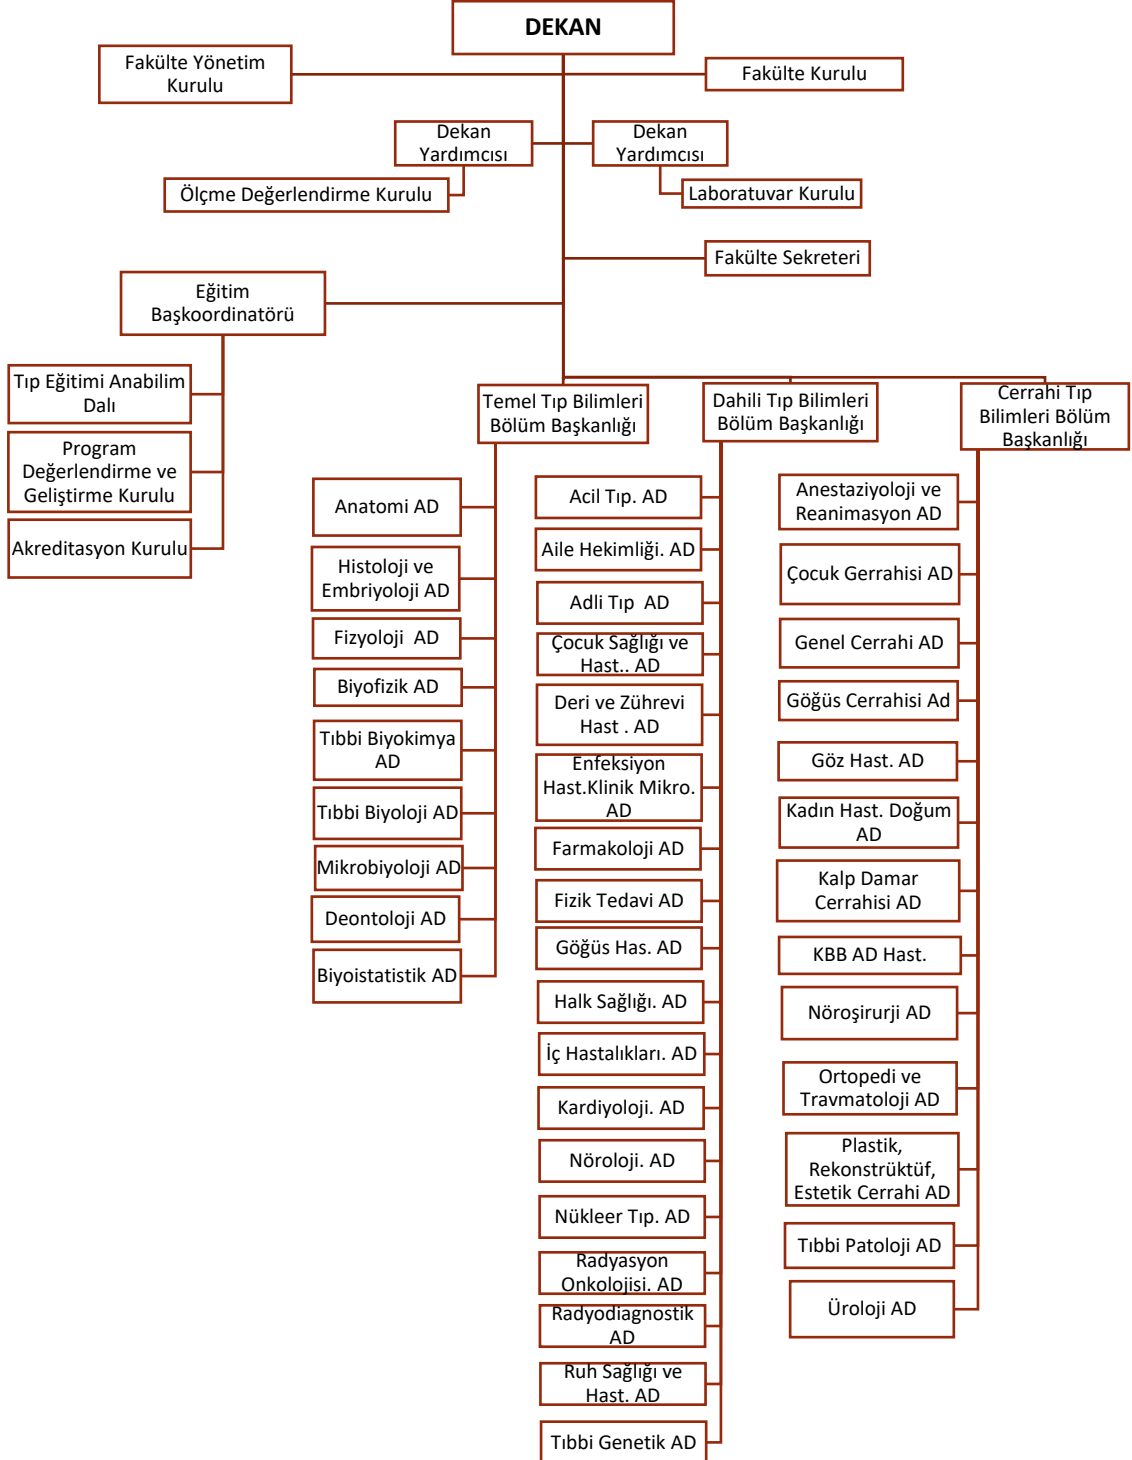 DEKAN
Fakülte Yönetim
Kurulu
Fakülte Kurulu
Dekan
Yardımcısı
Dekan
Yardımcısı
Ölçme Değerlendirme Kurulu
Laboratuvar Kurulu
Fakülte Sekreteri
Eğitim
Başkoordinatörü
Tıp Eğitimi Anabilim
Dalı
Program
Değerlendirme ve
Geliştirme Kurulu
Akreditasyon Kurulu
Temel Tıp Bilimleri
Bölüm Başkanlığı
Anatomi AD
Histoloji ve
Embriyoloji AD
Fizyoloji  AD
Biyofizik AD
Tıbbi Biyokimya
AD
Tıbbi Biyoloji AD
Mikrobiyoloji AD
Deontoloji AD
Biyoistatistik AD
Dahili Tıp Bilimleri
Bölüm Başkanlığı
Acil Tıp. AD
Aile Hekimliği. AD
Adli Tıp  AD
Çocuk Sağlığı ve
Hast.. AD
Deri ve Zührevi
Hast . AD
Enfeksiyon
Hast.Klinik Mikro.
AD
Farmakoloji AD
Fizik Tedavi AD
Göğüs Has. AD
Halk Sağlığı. AD
İç Hastalıkları. AD
Kardiyoloji. AD
Nöroloji. AD
Nükleer Tıp. AD
Radyasyon
Onkolojisi. AD
Radyodiagnostik
AD
Ruh Sağlığı ve
Hast. AD
Tıbbi Genetik AD
Cerrahi Tıp
Bilimleri Bölüm
Başkanlığı
Anestaziyoloji ve
Reanimasyon AD
Çocuk Gerrahisi AD
Genel Cerrahi AD
Göğüs Cerrahisi Ad
Göz Hast. AD
Kadın Hast. Doğum
AD
Kalp Damar
Cerrahisi AD
KBB AD Hast.
Nöroşirurji AD
Ortopedi ve
Travmatoloji AD
Plastik,
Rekonstrüktüf,
Estetik Cerrahi AD
Tıbbi Patoloji AD
Üroloji AD